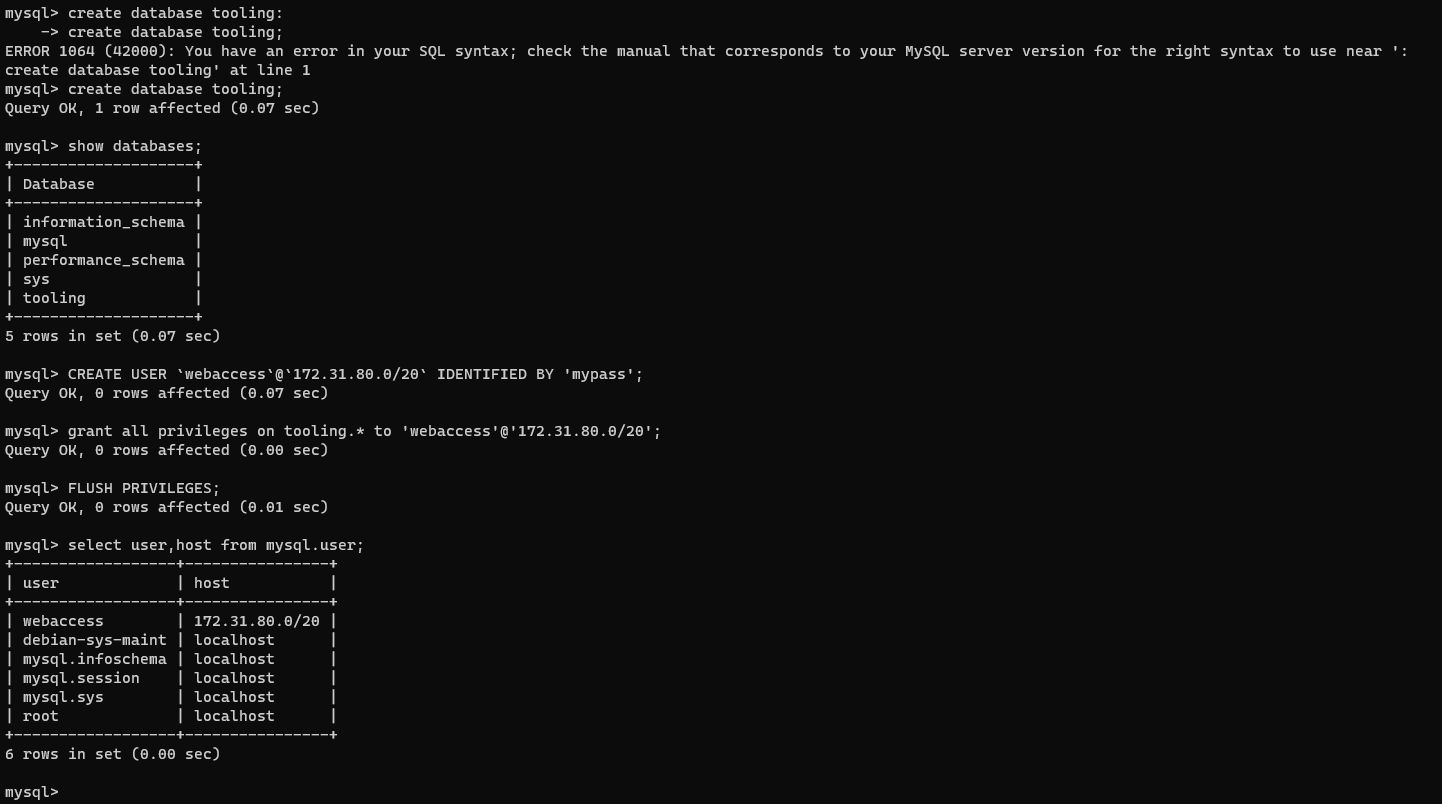 mysql> create database tooling:
    -> create database tooling;
ERROR 1064 (42000): You have an error in your SQL syntax; check the manual that corresponds to your MySQL server version for the right syntax to use near ':
create database tooling' at line 1
mysql> create database tooling;
Query OK, 1 row affected (0.07 sec)

mysql> show databases;
+--------------------+
| Database           |
+--------------------+
| information_schema |
| mysql              |
| performance_schema |
| sys                |
| tooling            |
+--------------------+
5 rows in set (0.07 sec)

mysql> CREATE USER `webaccess`@`172.31.80.0/20` IDENTIFIED BY 'mypass';
Query OK, 0 rows affected (0.07 sec)

mysql> grant all privileges on tooling.* to 'webaccess'@'172.31.80.0/20';
Query OK, 0 rows affected (0.00 sec)

mysql> FLUSH PRIVILEGES;
Query OK, 0 rows affected (0.01 sec)

mysql> select user,host from mysql.user;
+------------------+----------------+
| user             | host           |
+------------------+----------------+
| webaccess        | 172.31.80.0/20 |
| debian-sys-maint | localhost      |
| mysql.infoschema | localhost      |
| mysql.session    | localhost      |
| mysql.sys        | localhost      |
| root             | localhost      |
+------------------+----------------+
6 rows in set (0.00 sec)

mysql>